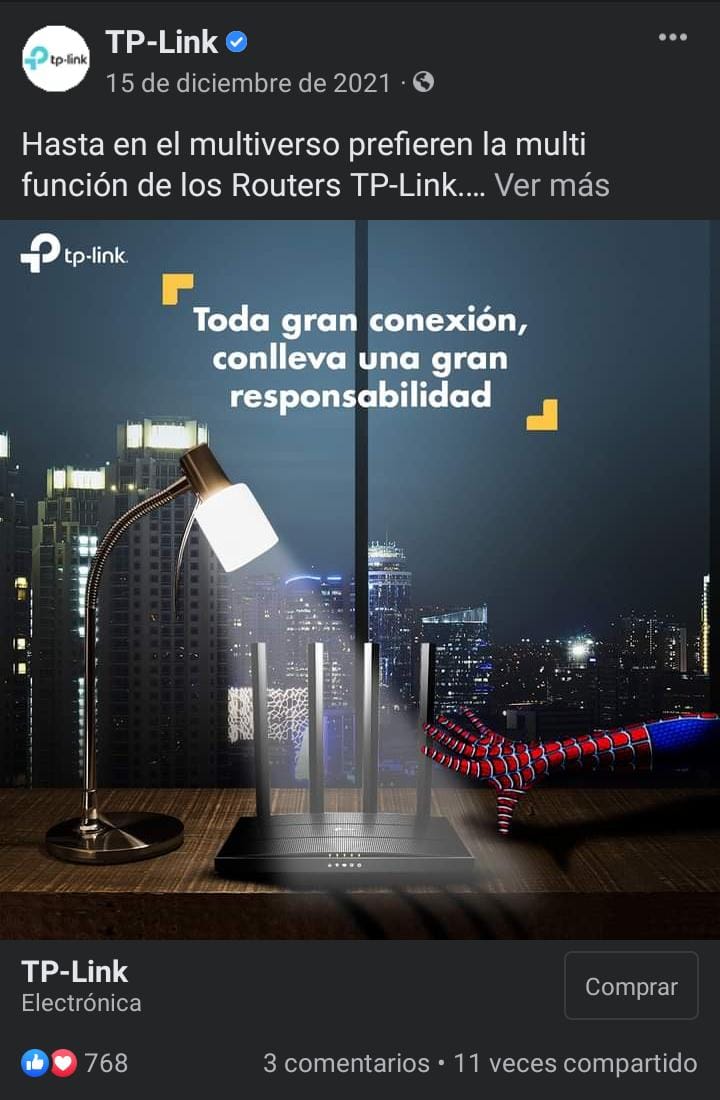 TP-Link
tp-link
15 de diciembre de 2021 ·
Hasta en el multiverso prefieren la multi
función de los Routers TP-Link.... Ver más
tp-link
Toda gran conexión,
conlleva una gran
responsabilidad
TP-Link
Electrónica
Comprar
768
3 comentarios • 11 veces compartido